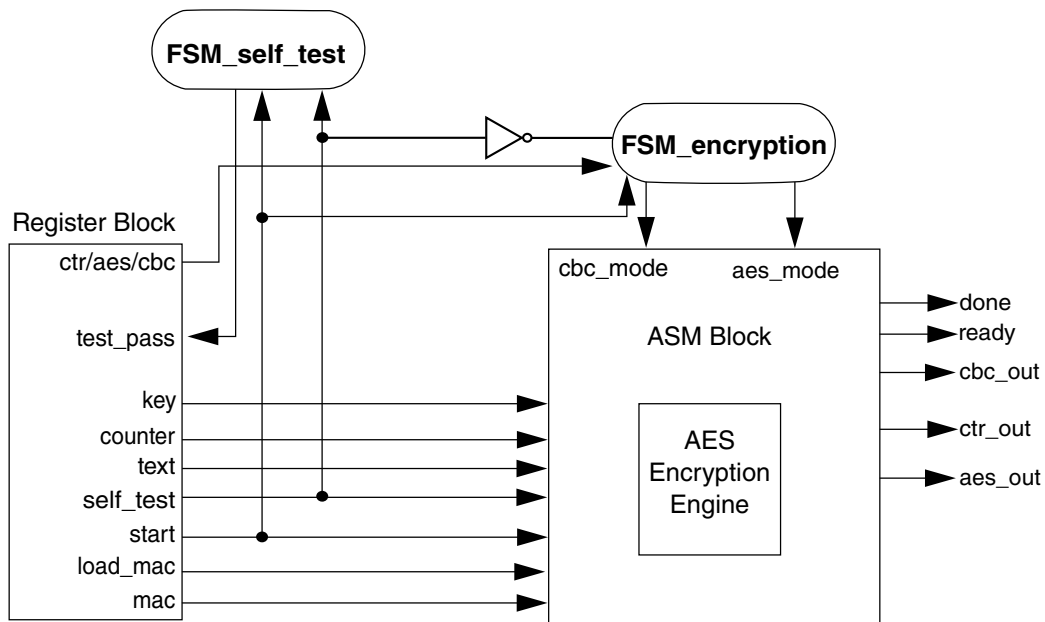 FSM_self_test
FSM_encryption
Register Block
ctr/aes/cbc
test_pass
key
counter
text
self_test
start
load_mac
mac
cbc_mode
aes_mode
ASM Block
AES
Encryption
Engine
done
ready
cbc_out
ctr_out
aes_out